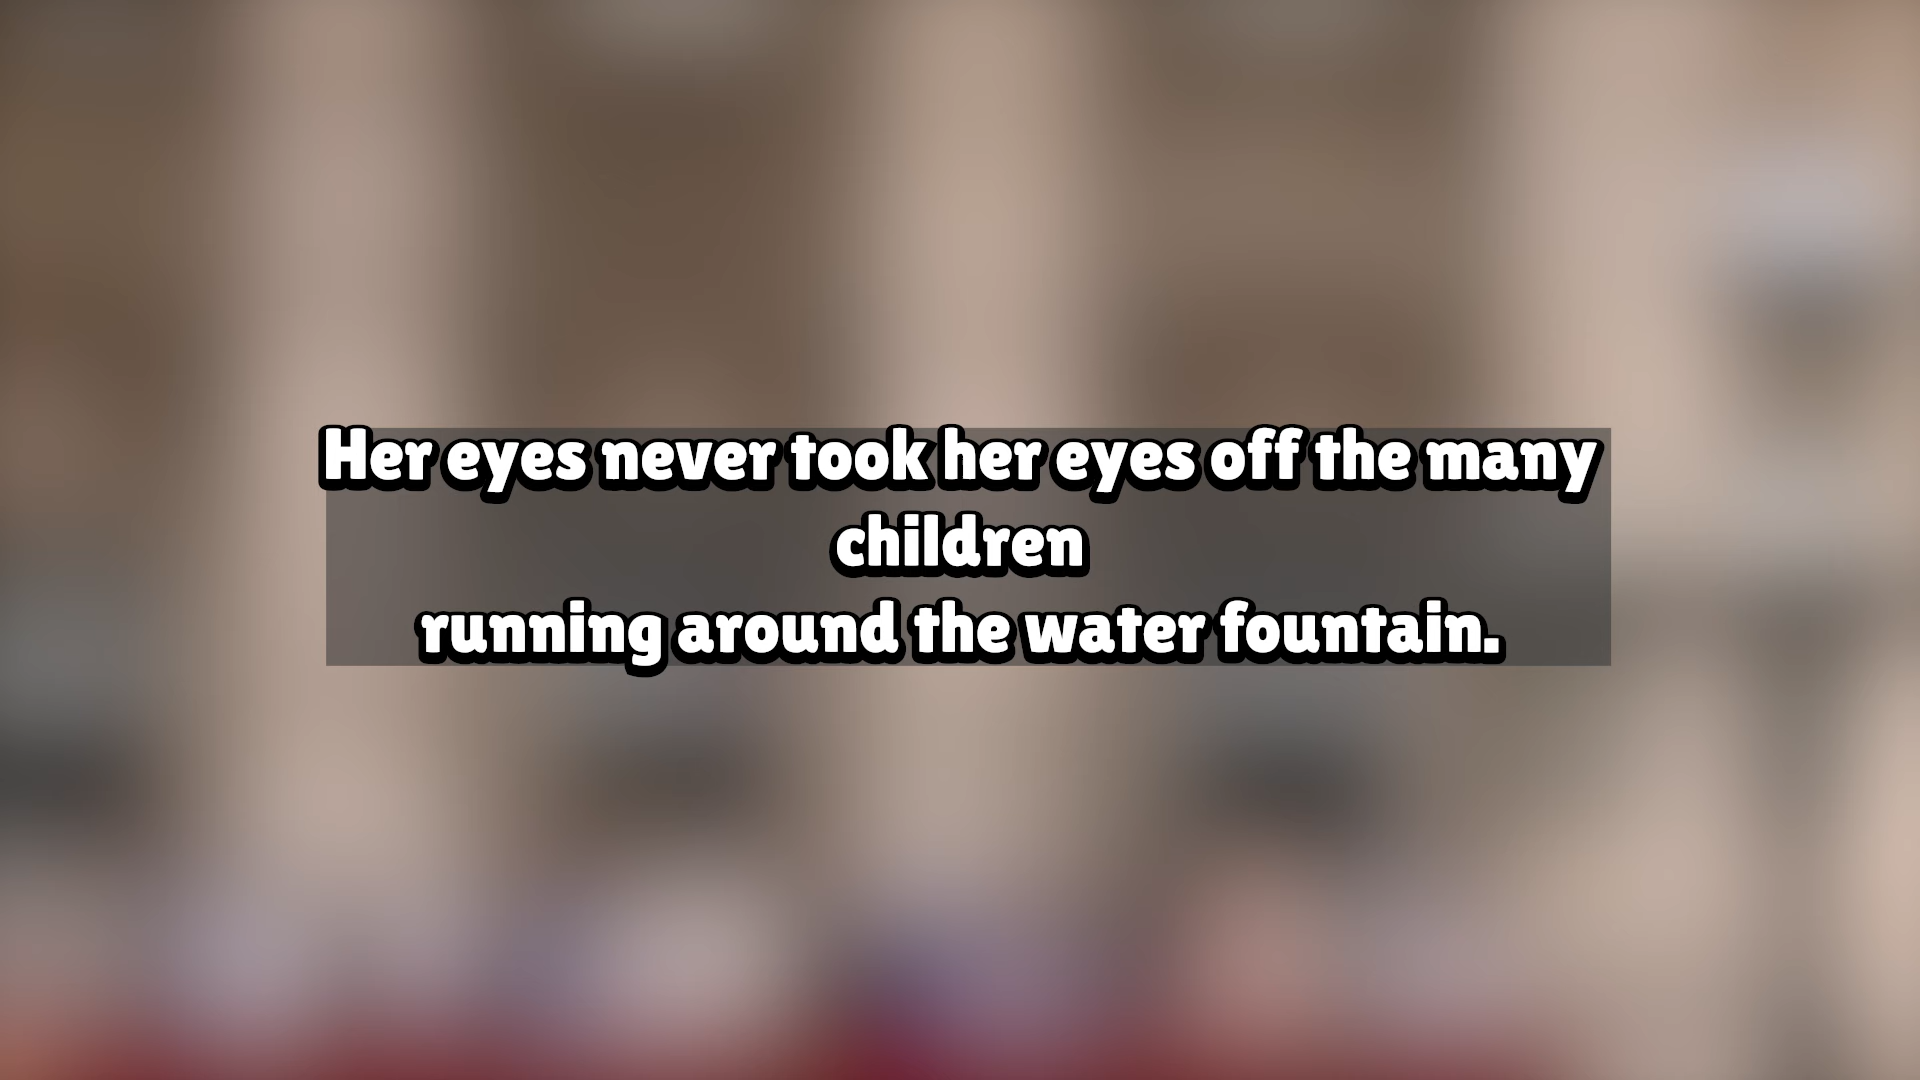 Her eyes never took her eyes off the many
children
running around the water fountain.